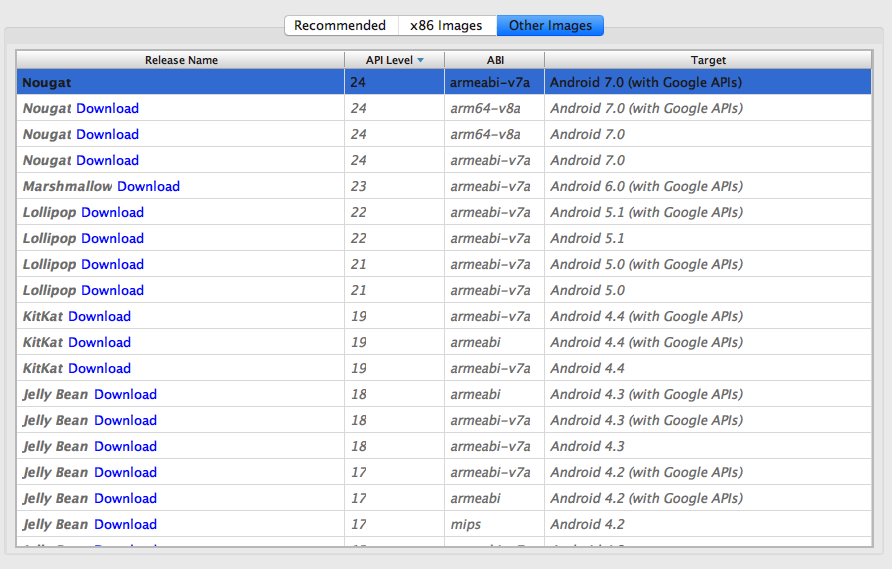 Recommended x86 Images Other Images
Release Name API Level ABI Target
Nougat 24 armeabi-v7a Android 7.0 (with Google APIs)
Nougat Download 24 arm64-v8a Android 7.0 (with Google APIs)
Nougat Download 24 arm64-v8a Android 7.0
Nougat Download 24 armeabi-v7a Android 7.0
Marshmallow Download 23 armeabi-v7a Android 6.0 (with Google APIs)
Lollipop Download 22 armeabi-v7a Android 5.1 (with Google APIs)
Lollipop Download 22 armeabi-v7a Android 5.1
Lollipop Download 21 armeabi-v7a Android 5.0 (with Google APIs)
Lollipop Download 21 armeabi-v7a Android 5.0
KitKat Download 19 armeabi-v7a Android 4.4 (with Google APIs)
KitKat Download 19 armeabi Android 4.4 (with Google APIs)
KitKat Download 19 armeabi-v7a Android 4.4
Jelly Bean Download 18 armeabi Android 4.3 (with Google APIs)
Jelly Bean Download 18 armeabi-v7a Android 4.3 (with Google APIs)
Jelly Bean Download 18 armeabi-v7a Android 4.3
Jelly Bean Download 17 armeabi-v7a Android 4.2 (with Google APIs)
Jelly Bean Download 17 armeabi Android 4.2 (with Google APIs)
Jelly Bean Download 17 mips Android 4.2